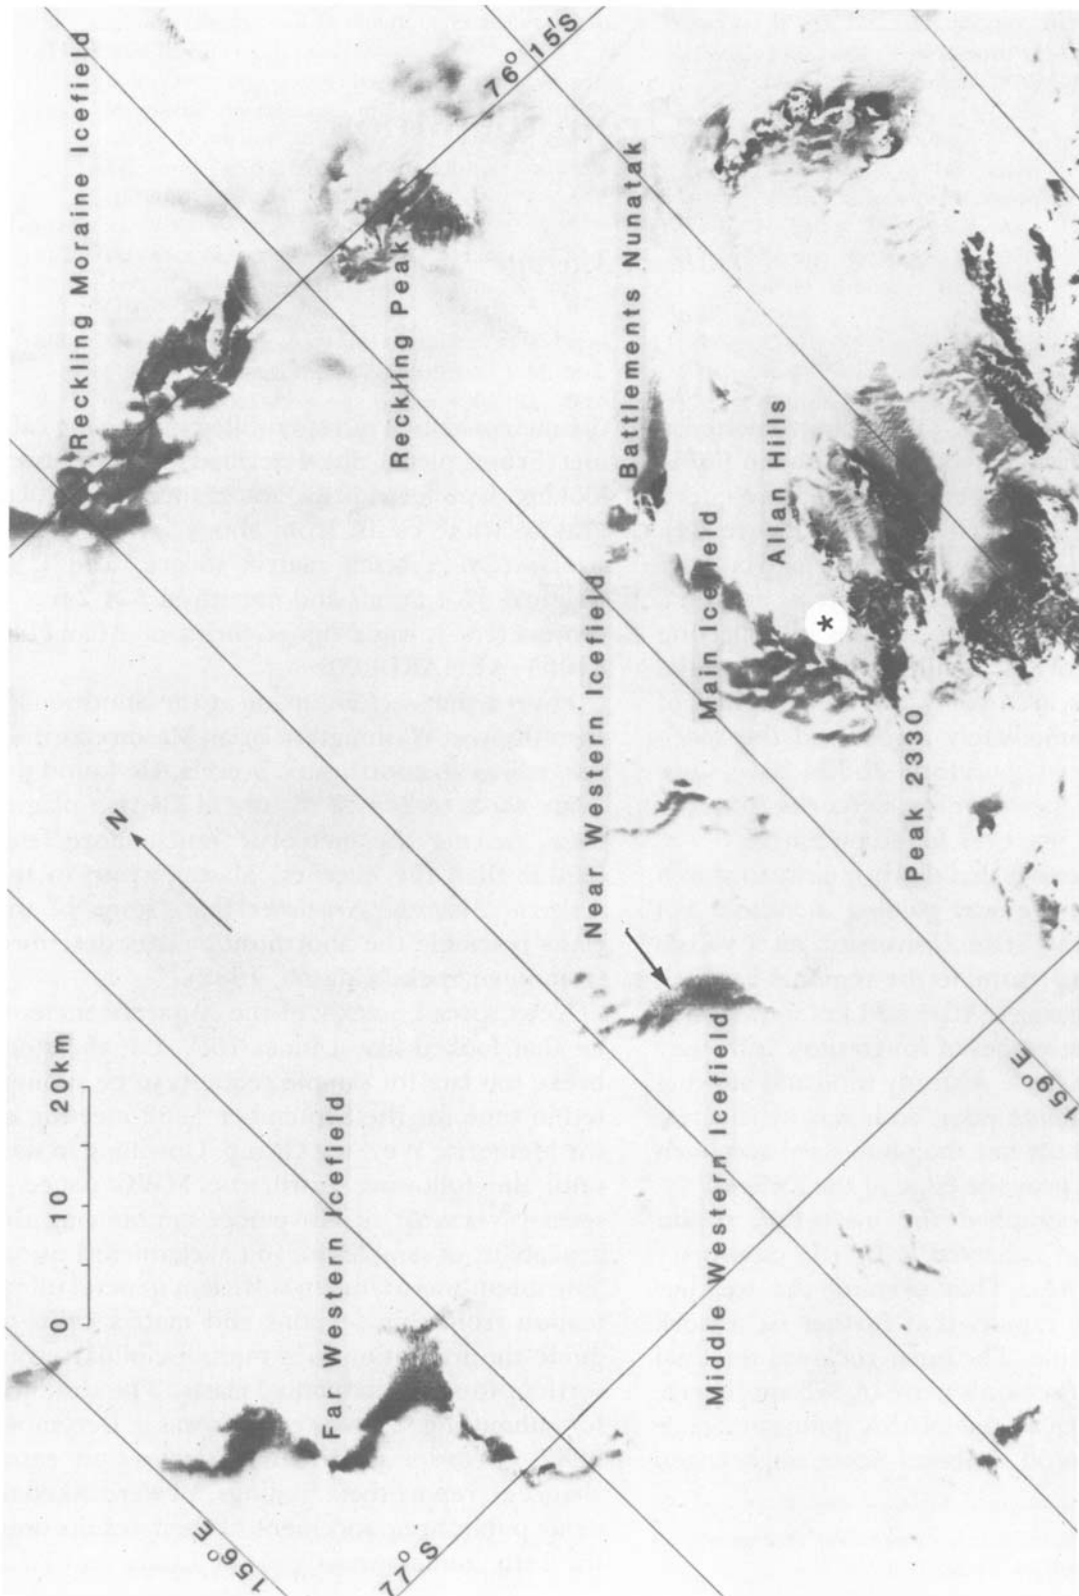 Reckling Moraine Icefield
76° 15'S
Reckling Peak
Battlements Nunatak
Allan Hills
Main Icefield
*
Near Western Icefield
Peak 2330
N
Middle Western Icefield
159° E
0 10 20km
Far Western Icefield
156° E
77° S